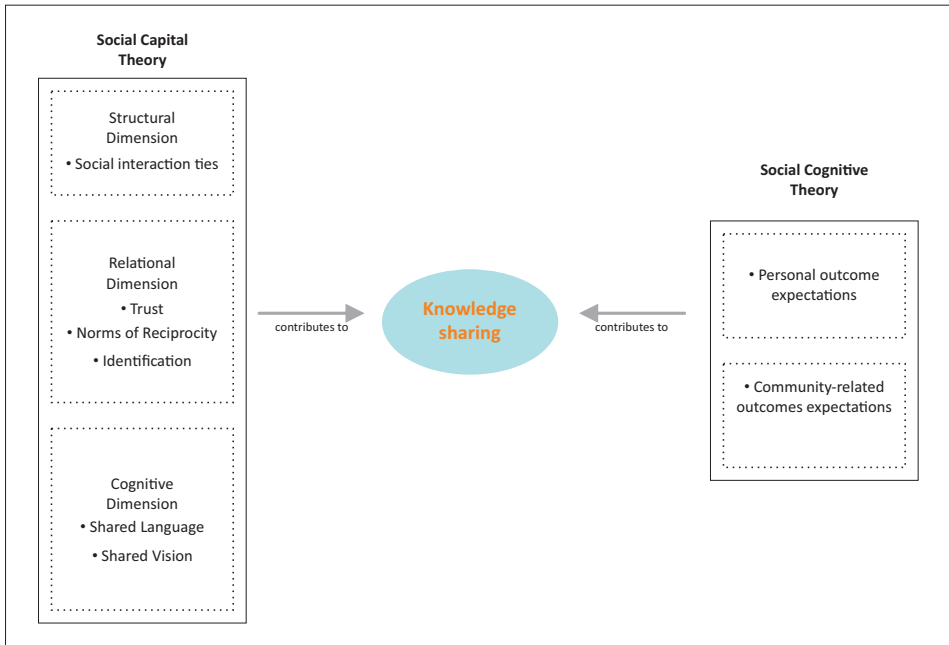 Social Capital
Theory
Structural
Dimension
• Social interaction ties
Relational
Dimension
• Trust
• Norms of Reciprocity
• Identification
Cognitive
Dimension
• Shared Language
• Shared Vision
contributes to
Knowledge
sharing
contributes to
Social Cognitive
Theory
• Personal outcome
expectations
• Community-related
outcomes expectations